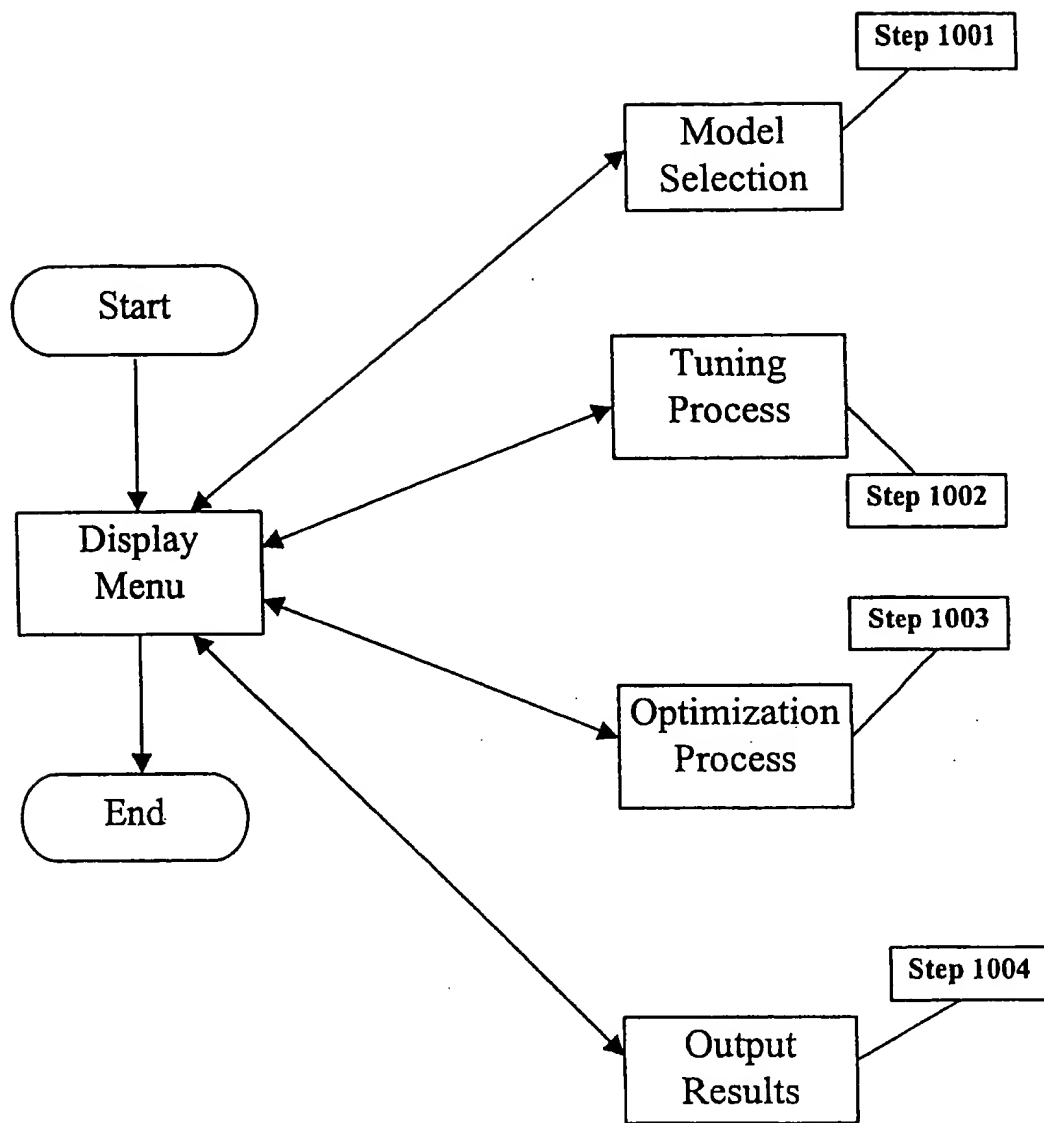 Step 1001
Model
Selection
Start
Tuning
Process
Step 1002
Display
Menu
Step 1003
Optimization
Process
End
Step 1004
Output
Results